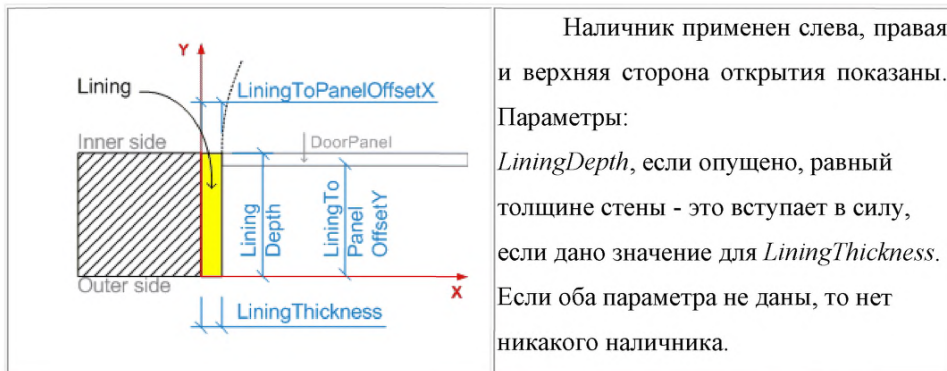 Y
Lining
LiningToPanelOffsetX
Inner side
DoorPanel
Lining
Depth
LiningTo
Panel
OffsetY
Outer side
X
LiningThickness
Наличник применен слева, правая
и верхняя сторона открытия показаны.
Параметры:
LiningDepth, если опущено, равный
толщине стены - это вступает в силу,
если дано значение для LiningThickness.
Если оба параметра не даны, то нет
никакого наличника.